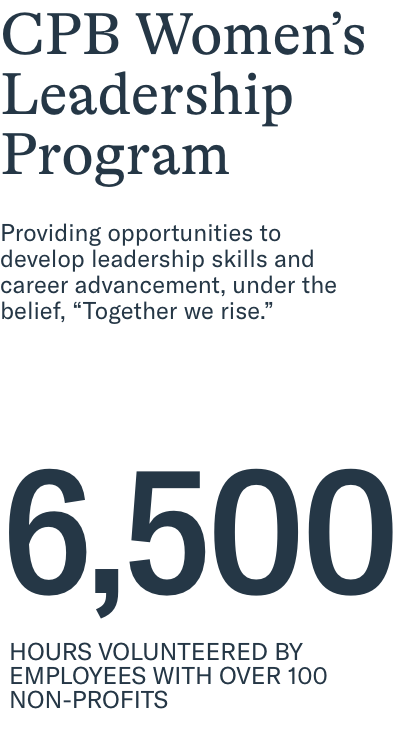 CPB Women’s
Leadership
Program
Providing opportunities to
develop leadership skills and
career advancement, under the
belief, “Together we rise.”
6,500
HOURS VOLUNTEERED BY
EMPLOYEES WITH OVER 100
NON-PROFITS